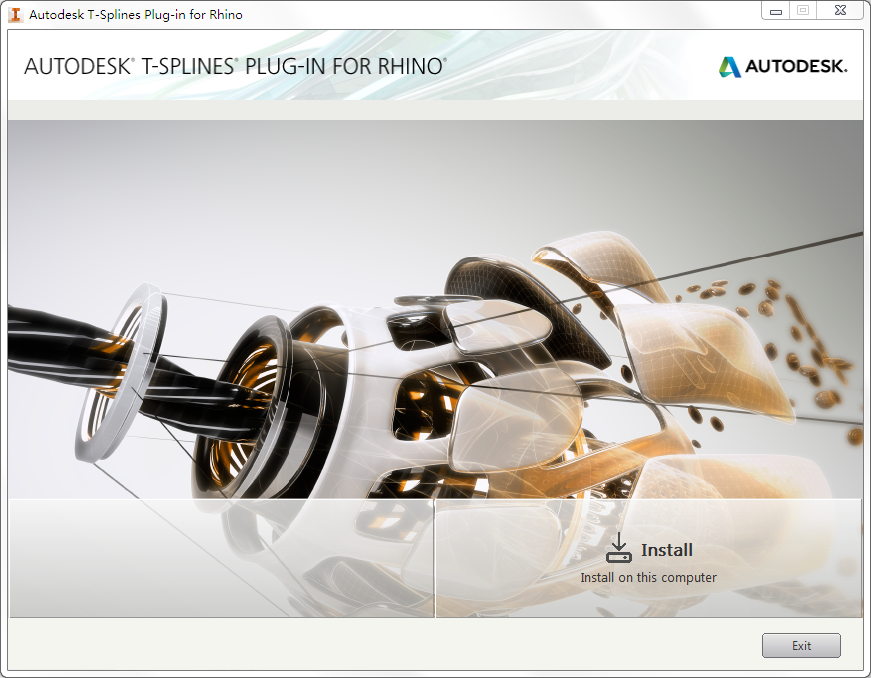 Autodesk T-Splines Plug-in for Rhino
AUTODESK® T-SPLINES® PLUG-IN FOR RHINO®
AUTODESK.
Install
Install on this computer
Exit